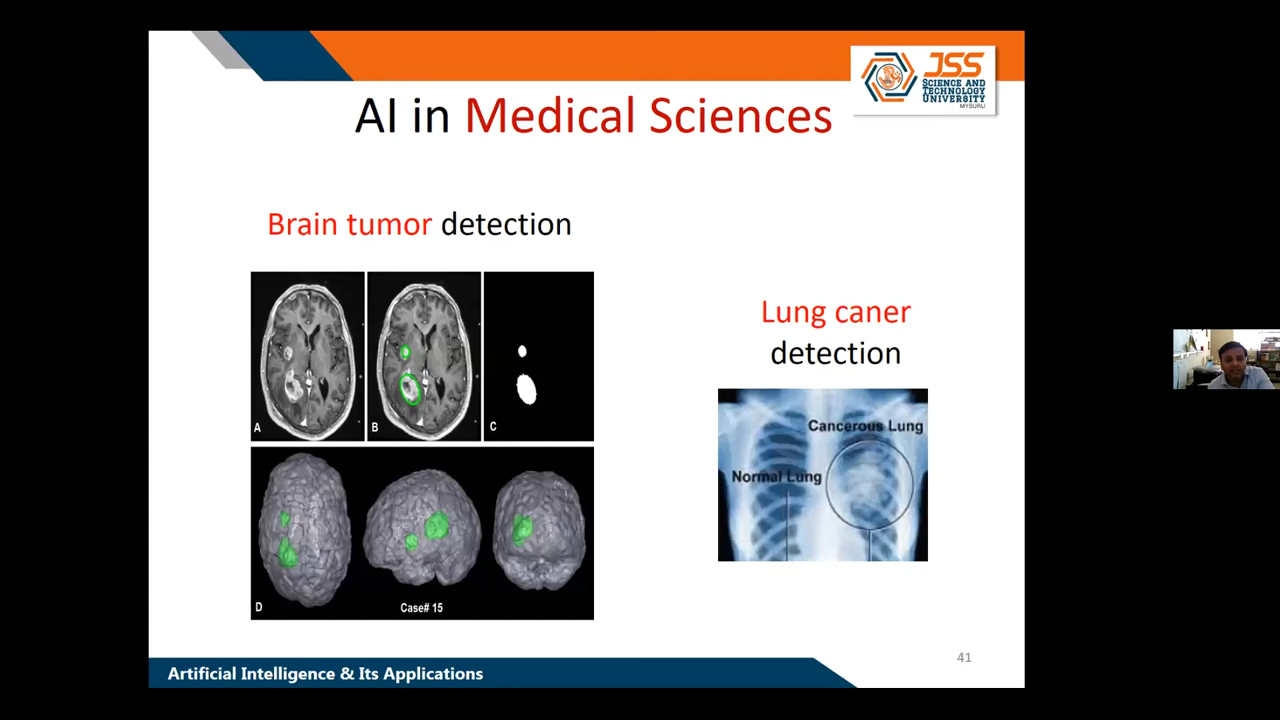 JSS
SCIENCE AND
TECHNOLOGY
UNIVERSITY
MYSURU
AI in Medical Sciences
Brain tumor detection
A
B
C
D
Case# 15
Lung caner
detection
Cancerous Lung
Normal Lung
41
Artificial Intelligence & Its Applications